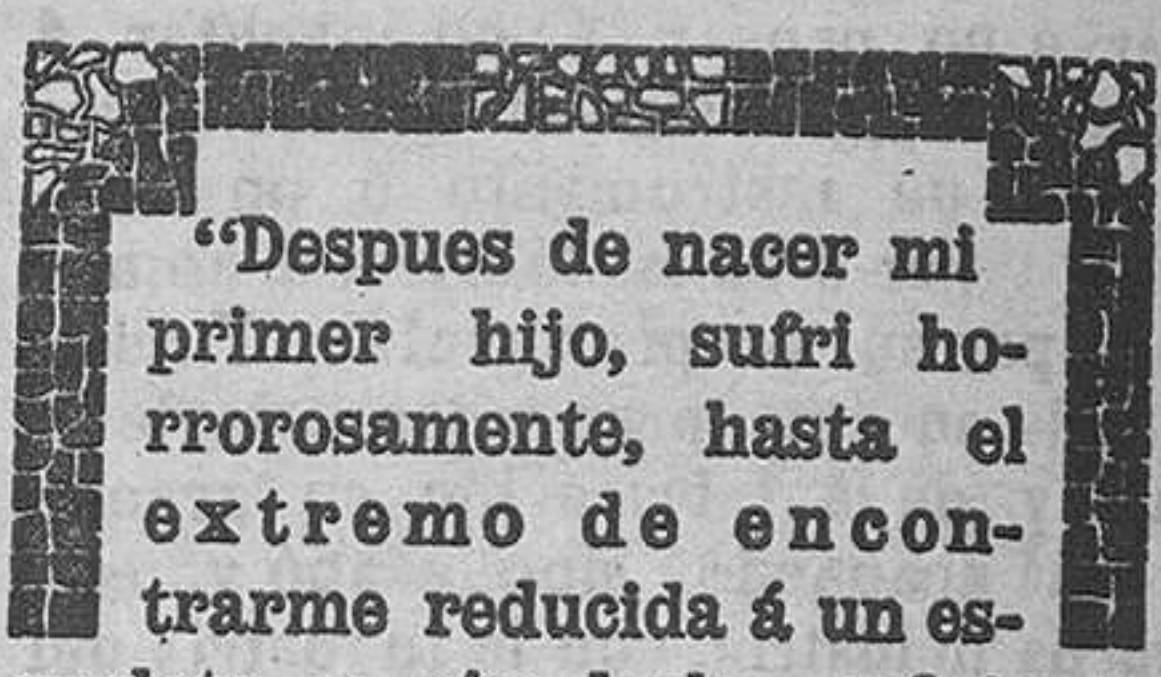 “Despues de nacer mi
primer hijo, sufri ho-
rrorosamente, hasta el
extremo de encon-
trarme reducida á un es-